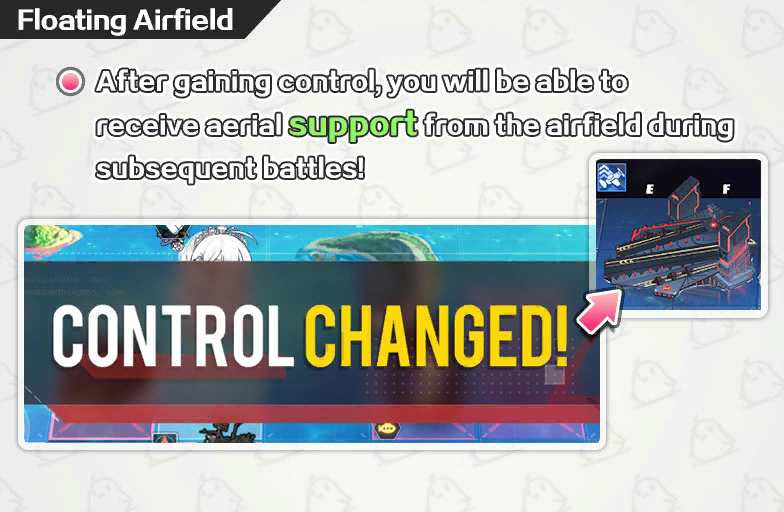 Floating Airfield
After gaining control, you will be able to
receive aerial support from the airfield during
subsequent battles!
E F
CONTROL CHANGED!